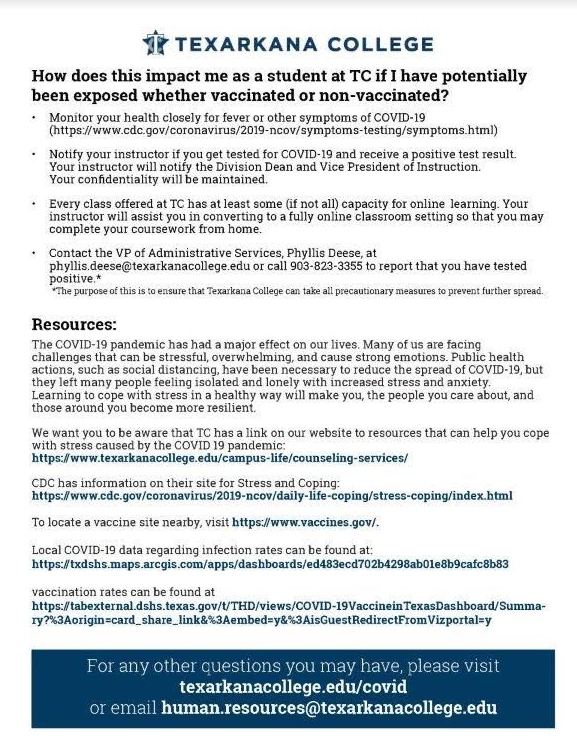 TEXARKANA COLLEGE
How does this impact me as a student at TC if I have potentially
been exposed whether vaccinated or non-vaccinated?
• Monitor your health closely for fever or other symptoms of COVID-19
(https://www.cdc.gov/coronavirus/2019-ncov/symptoms-testing/symptoms.html)
• Notify your instructor if you get tested for COVID-19 and receive a positive test result.
Your instructor will notify the Division Dean and Vice President of Instruction.
Your confidentiality will be maintained.
• Every class offered at TC has at least some (if not all) capacity for online learning. Your
instructor will assist you in converting to a fully online classroom setting so that you may
complete your coursework from home.
• Contact the VP of Administrative Services, Phyllis Deese, at
phyllis.deese@texarkanacollege.edu or call 903-823-3355 to report that you have tested
positive.*
*The purpose of this is to ensure that Texarkana College can take all precautionary measures to prevent further spread.
Resources:
The COVID-19 pandemic has had a major effect on our lives. Many of us are facing
challenges that can be stressful, overwhelming, and cause strong emotions. Public health
actions, such as social distancing, have been necessary to reduce the spread of COVID-19, but
they left many people feeling isolated and lonely with increased stress and anxiety.
Learning to cope with stress in a healthy way will make you, the people you care about, and
those around you become more resilient.
We want you to be aware that TC has a link on our website to resources that can help you cope
with stress caused by the COVID 19 pandemic:
https://www.texarkanacollege.edu/campus-life/counseling-services/
CDC has information on their site for Stress and Coping:
https://www.cdc.gov/coronavirus/2019-ncov/daily-life-coping/stress-coping/index.html
To locate a vaccine site nearby, visit https://www.vaccines.gov/.
Local COVID-19 data regarding infection rates can be found at:
https://txdshs.maps.arcgis.com/apps/dashboards/ed483ecd702b4298ab01e8b9cafc8b83
vaccination rates can be found at
https://tabexternal.dshs.texas.gov/t/THD/views/COVID-19VaccineinTexasDashboard/Summa-
ry?%3Aorigin=card_share_link&%3Aembed=y&%3AisGuestRedirectFromVizportal=y
For any other questions you may have, please visit
texarkanacollege.edu/covid
or email human.resources@texarkanacollege.edu